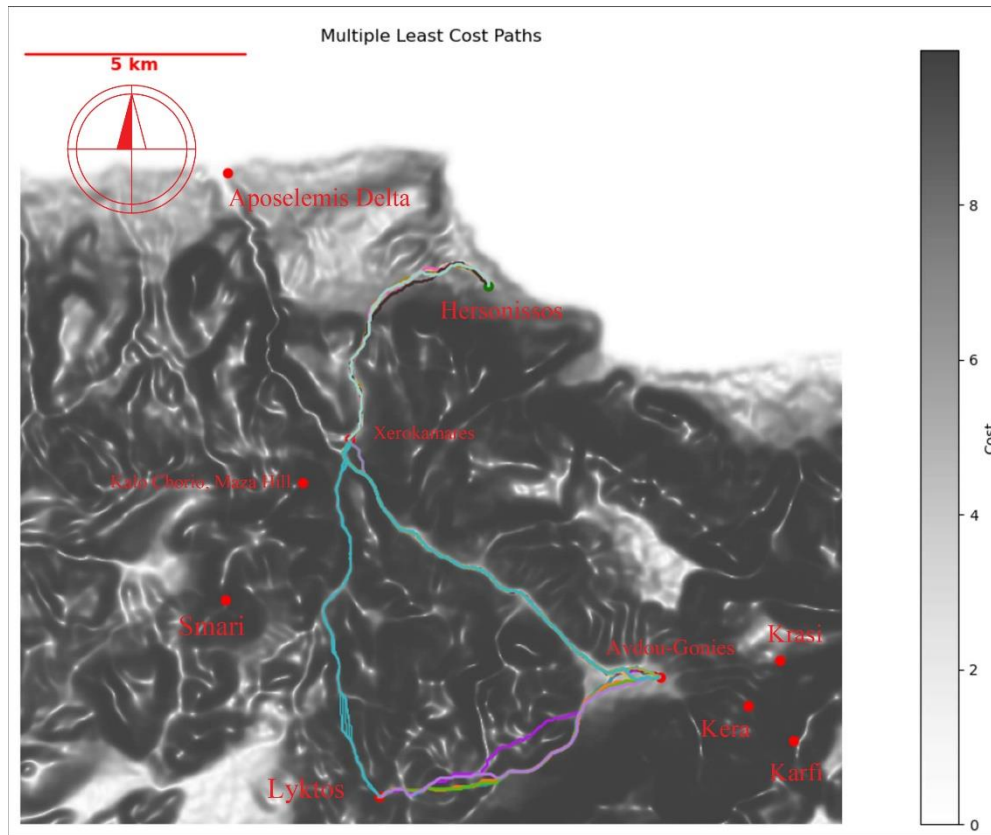 Multiple Least Cost Paths
5 km
Aposelemis Delta
Hersonissos
Xerokamares
Kalo Chorio, Maza Hill
Smari
Avdou-Gonies
Krasi
Kera
Karfi
Lyktos
8
6
4
2
0
Cost